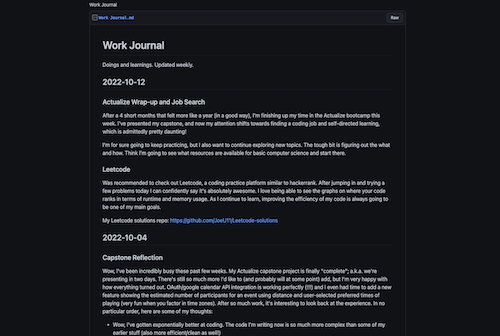 Work Journal
Work Journal.md
Raw
Work Journal
Doings and learnings. Updated weekly.
2022-10-12
Actualize Wrap-up and Job Search
After a 4 short months that felt more like a year (in a good way), I'm finishing up my time in the Actualize bootcamp this
week. I've presented my capstone, and now my attention shifts towards finding a coding job and self-directed learning,
which is admittedly pretty daunting!
I'm for sure going to keep practicing, but I also want to continue exploring new topics. The tough bit is figuring out the what
and how. Think I'm going to see what resources are available for basic computer science and start there.
Leetcode
Was recommended to check out Leetcode, a coding practice platform similar to hackerrank. After jumping in and trying a
few problems today I can confidently say it's absolutely awesome. I love being able to see the graphs on where your code
ranks in terms of runtime and memory usage. As I continue to learn, improving the efficiency of my code is always going to
be one of my main goals.
My Leetcode solutions repo:
2022-10-04
Capstone Reflection
Wow, I've been incredibly busy these past few weeks. My Actualize capstone project is finally "complete"; a.k.a. we're
presenting in two days. There's still so much more I'd like to (and probably will at some point) add, but I'm very happy with
how everything turned out. OAuth/google calendar API integration is working perfectly (!!!) and I even had time to add a new
feature showing the estimated number of participants for an event using distance and user-selected preferred times of
playing (very fun when you factor in time zones). After so much work, it's interesting to look back at the experience. In no
particular order, here are some of my thoughts:
• Wow, I've gotten exponentially better at coding. The code I'm writing now is so much more complex than some of my
earlier stuff (also more efficient/clean as well!)